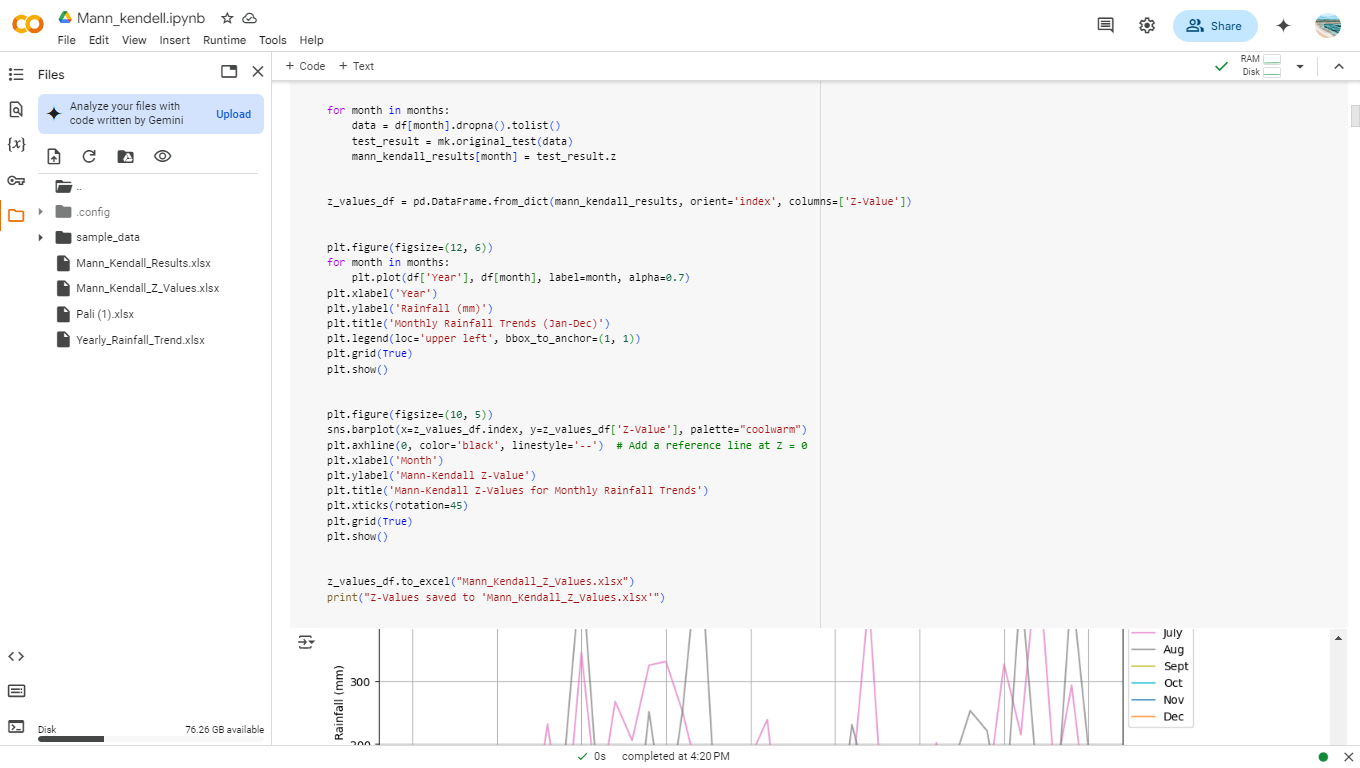 Mann_kendell.ipynb
File Edit View Insert Runtime Tools Help
Share
Files
+ Code + Text
RAM
Disk
Analyze your files with
code written by Gemini
Upload
{x}
..
.config
sample_data
Mann_Kendall_Results.xlsx
Mann_Kendall_Z_Values.xlsx
Pali (1).xlsx
Yearly_Rainfall_Trend.xlsx
for month in months:
    data = df[month].dropna().tolist()
    test_result = mk.original_test(data)
    mann_kendall_results[month] = test_result.z
z_values_df = pd.DataFrame.from_dict(mann_kendall_results, orient='index', columns=['Z-Value'])
plt.figure(figsize=(12, 6))
for month in months:
    plt.plot(df['Year'], df[month], label=month, alpha=0.7)
plt.xlabel('Year')
plt.ylabel('Rainfall (mm)')
plt.title('Monthly Rainfall Trends (Jan-Dec)')
plt.legend(loc='upper left', bbox_to_anchor=(1, 1))
plt.grid(True)
plt.show()
plt.figure(figsize=(10, 5))
sns.barplot(x=z_values_df.index, y=z_values_df['Z-Value'], palette="coolwarm")
plt.axhline(0, color='black', linestyle='--')  # Add a reference line at Z = 0
plt.xlabel('Month')
plt.ylabel('Mann-Kendall Z-Value')
plt.title('Mann-Kendall Z-Values for Monthly Rainfall Trends')
plt.xticks(rotation=45)
plt.grid(True)
plt.show()
z_values_df.to_excel("Mann_Kendall_Z_Values.xlsx")
print("Z-Values saved to 'Mann_Kendall_Z_Values.xlsx'")
Rainfall (mm)
300
200
July
Aug
Sept
Oct
Nov
Dec
Disk
76.26 GB available
0s completed at 4:20 PM